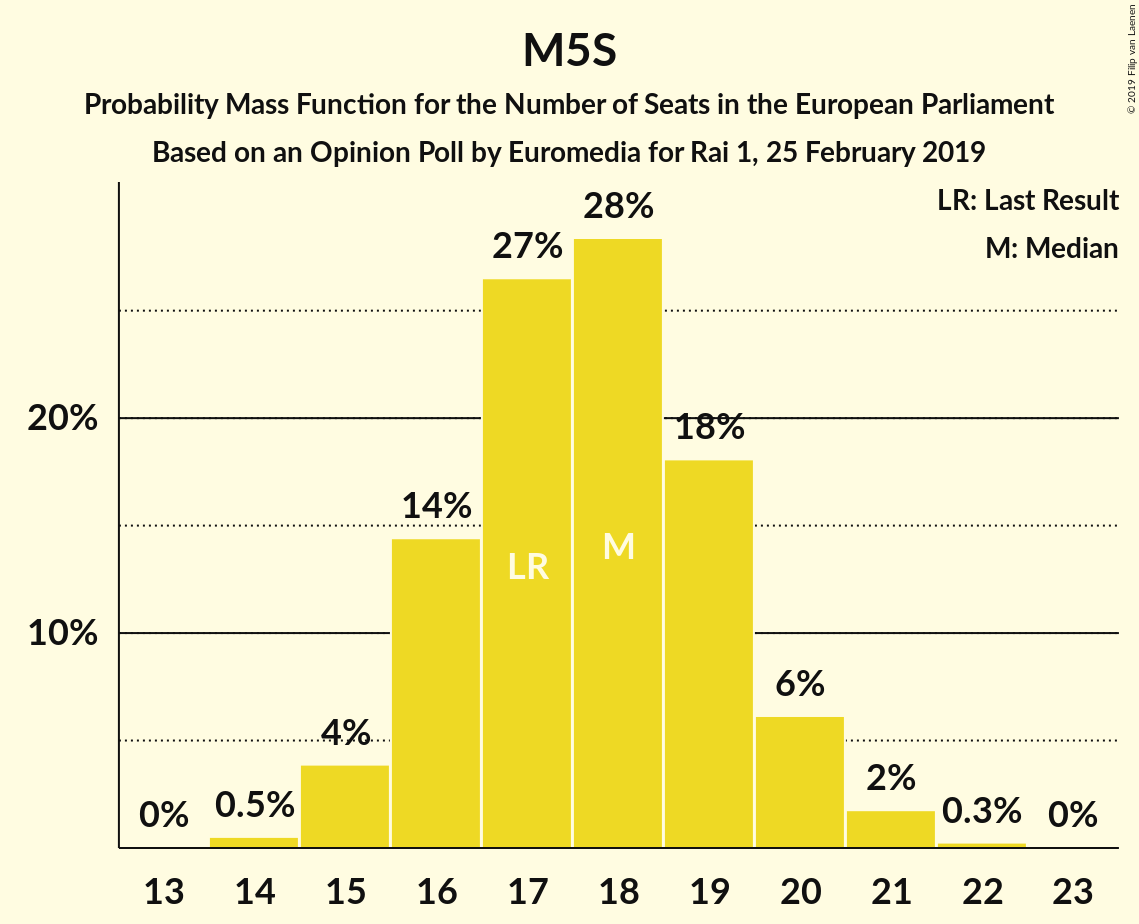 M5S
Probability Mass Function for the Number of Seats in the European Parliament
Based on an Opinion Poll by Euromedia for Rai 1, 25 February 2019
© 2019 Filip van Laenen
LR: Last Result
M: Median
28%
27%
20%
18%
14%
LR
M
10%
6%
4%
2%
0%
0.5%
0.3%
0%
13 14 15 16 17 18 19 20 21 22 23